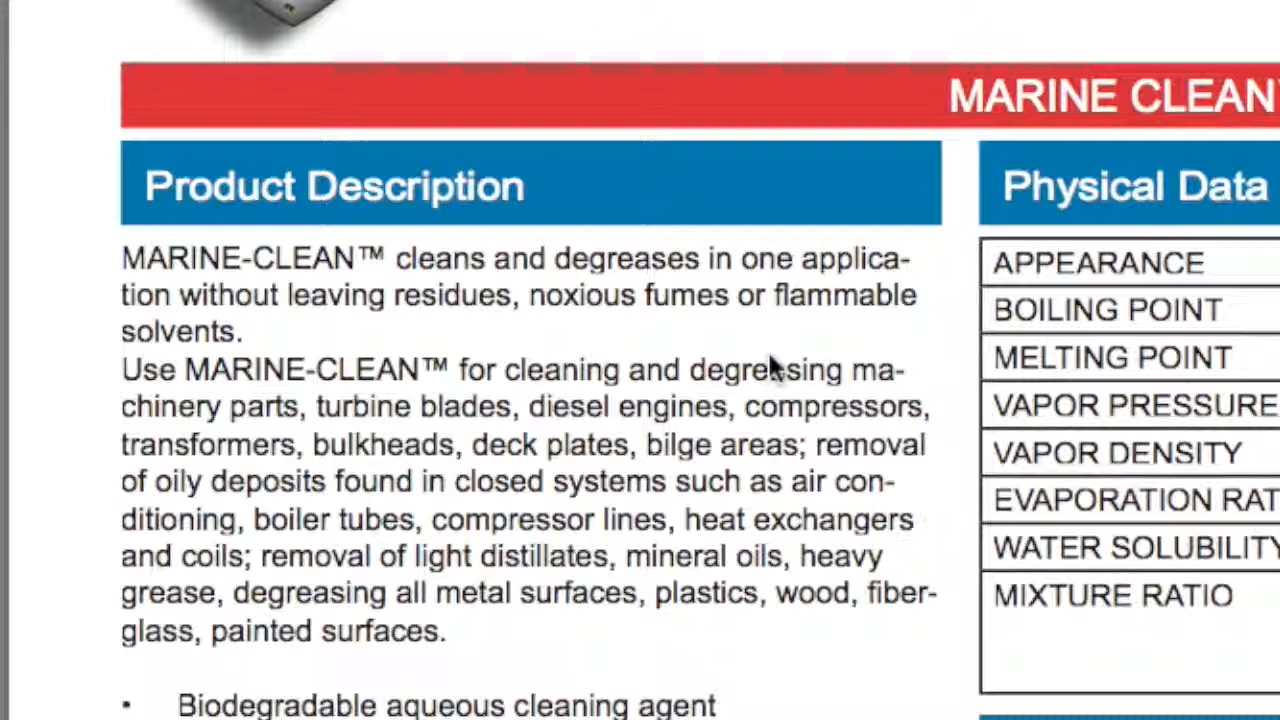 MARINE CLEAN
Product Description
MARINE-CLEAN™ cleans and degreases in one applica-
tion without leaving residues, noxious fumes or flammable
solvents.
Use MARINE-CLEAN™ for cleaning and degreasing ma-
chinery parts, turbine blades, diesel engines, compressors,
transformers, bulkheads, deck plates, bilge areas; removal
of oily deposits found in closed systems such as air con-
ditioning, boiler tubes, compressor lines, heat exchangers
and coils; removal of light distillates, mineral oils, heavy
grease, degreasing all metal surfaces, plastics, wood, fiber-
glass, painted surfaces.
• Biodegradable aqueous cleaning agent
Physical Data
APPEARANCE
BOILING POINT
MELTING POINT
VAPOR PRESSURE
VAPOR DENSITY
EVAPORATION RAT
WATER SOLUBILITY
MIXTURE RATIO